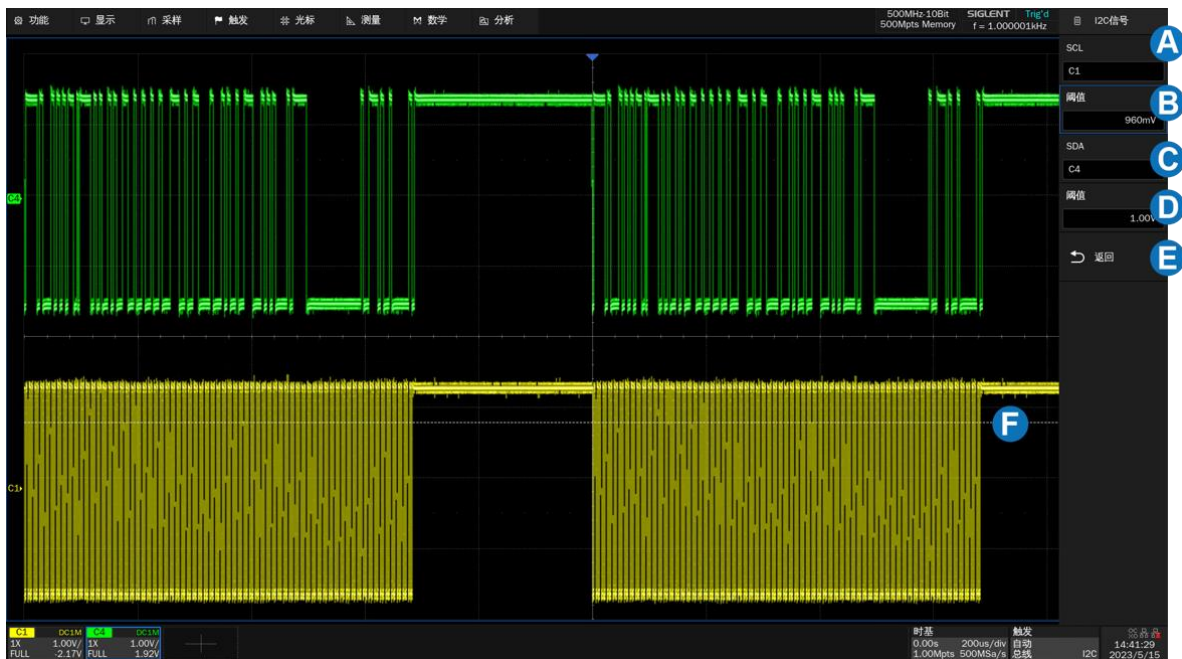 功能 显示 采样 触发 光标 测量 M 数学 分析
500MHz-10Bit SIGLENT Trig'd
500Mpts Memory f = 1.000001kHz
I2C信号
A
SCL
C1
阈值
B
960mV
SDA
C
C4
阈值
D
1.00V
返回
E
C4
F
C1
C1 DC1M
1X 1.00V/
FULL -2.17V
C4 DC1M
1X 1.00V/
FULL 1.92V
时基
0.00s 200us/div
1.00Mpts 500MSa/s
触发
自动
总线 I2C
14:41:29
2023/5/15